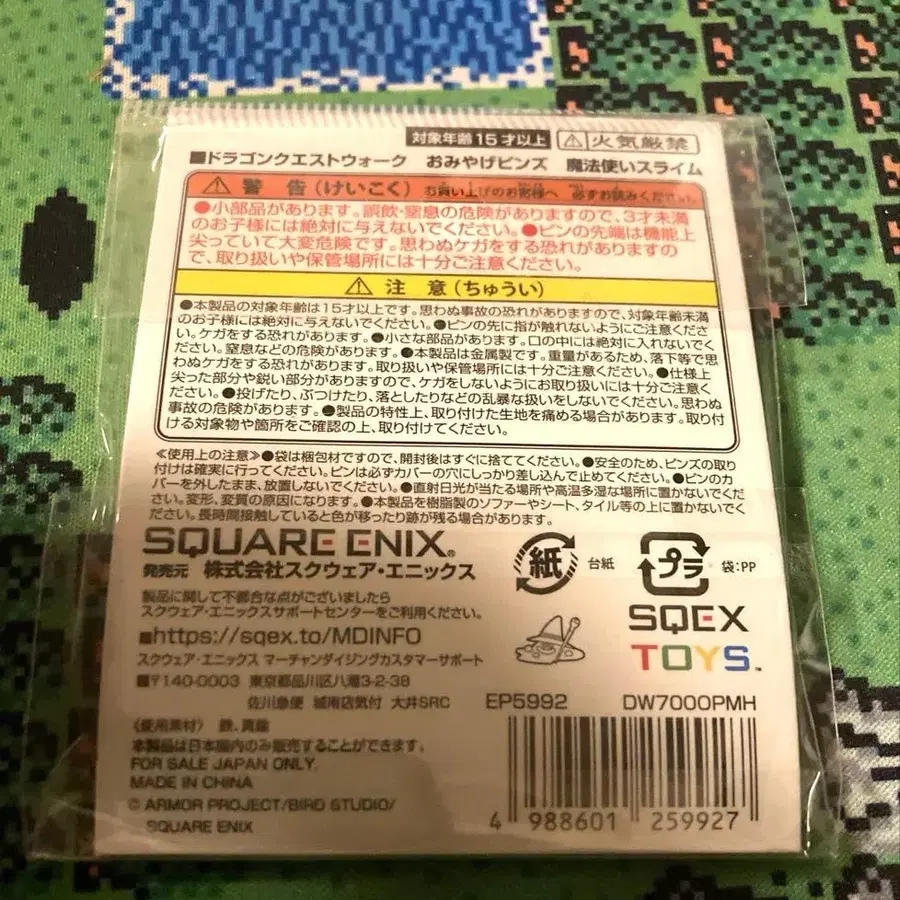 対象年齢15才以上 ⚠火気厳禁
■ドラゴンクエストウォーク おみやげピンズ 魔法使いスライム
⚠警告(けいこく) お買い上げのお客様へ 必ずお読みください。
●小部品があります。誤飲・窒息の危険がありますので、3才未満
のお子様には絶対に与えないでください。●ピンの先端は機能上
尖っていて大変危険です。思わぬケガをする恐れがありますの
で、取り扱いや保管場所には十分ご注意ください。
⚠注意(ちゅうい)
●本製品の対象年齢は15才以上です。思わぬ事故の恐れがありますので、対象年齢未満
のお子様には絶対に与えないでください。●ピンの先に指が触れないようにご注意くださ
い。ケガをする恐れがあります。●小さな部品があります。口の中には絶対に入れないでく
ださい。窒息などの危険があります。●本製品は金属製です。重量があるため、落下等で思
わぬケガをする恐れがあります。取り扱いや保管場所には十分ご注意ください。●仕様上
尖った部分や鋭い部分がありますので、ケガをしないようにお取り扱いには十分ご注意く
ださい。●投げたり、ぶつけたり、落としたりなどの乱暴な扱いをしないでください。思わぬ
事故の危険があります。●製品の特性上、取り付けた生地を痛める場合があります。取り付
ける対象物や箇所をご確認の上、取り付けてください。
≪使用上の注意≫●袋は梱包材ですので、開封後はすぐに捨ててください。●安全のため、ピンズの取り
付けは確実に行ってください。ピンは必ずカバーの穴にしっかり差し込んで止めてください。●ピンのカ
バーを外したまま、放置しないでください。●直射日光が当たる場所や高温多湿な場所に置かないでくだ
さい。変形、変質の原因になります。●本製品を樹脂製のソファーやシート、タイル等の上に置かないでく
ださい。長時間接触していると色が移ったり跡が残る場合があります。
SQUARE ENIX®
発売元 株式会社スクウェア・エニックス
紙 台紙 プラ 袋:PP
製品に関して不都合な点がございましたら
スクウェア・エニックスサポートセンターをご利用ください。
■https://sqex.to/MDINFO
SQEX
TOYS™
スクウェア・エニックス マーチャンダイジングカスタマーサポート
■〒140-0003 東京都品川区八潮3-2-38
佐川急便 城南店気付 大井SRC
EP5992 DW7000PMH
〈使用素材〉 鉄、真鍮
本製品は日本国内のみ販売することができます。
FOR SALE JAPAN ONLY.
MADE IN CHINA
© ARMOR PROJECT/BIRD STUDIO/
SQUARE ENIX
4 988601 259927